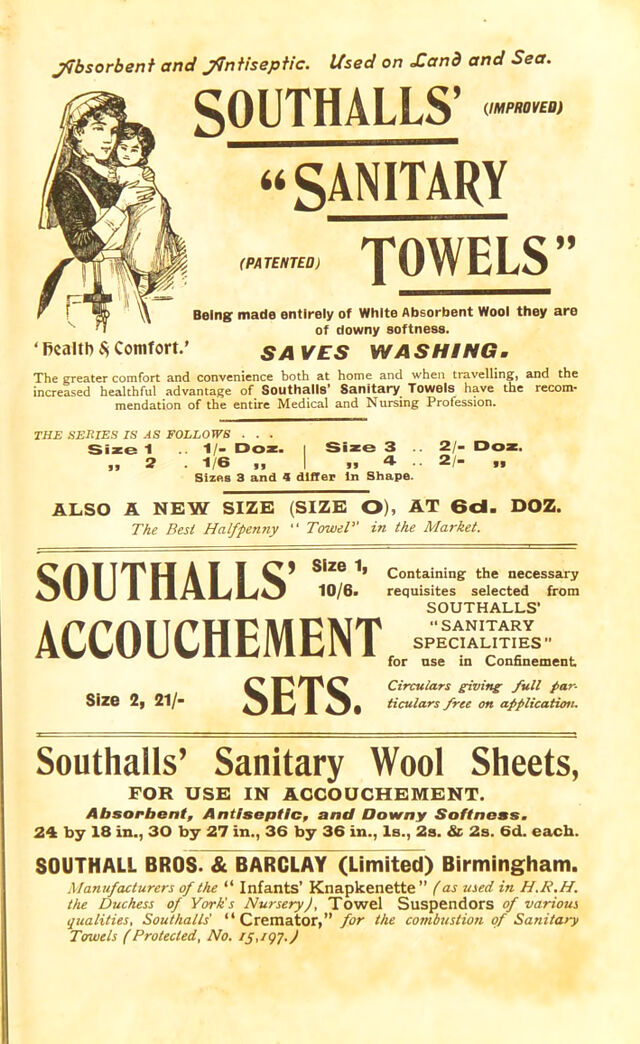 Absorbent and Antiseptic. Used on Land and Sea.
SOUTHALLS' (IMPROVED)
"SANITARY
(PATENTED) TOWELS"
Being made entirely of White Absorbent Wool they are
of downy softness.
'Health & Comfort.' SAVES WASHING.
The greater comfort and convenience both at home and when travelling, and the
increased healthful advantage of Southalls' Sanitary Towels have the recom-
mendation of the entire Medical and Nursing Profession.
THE SERIES IS AS FOLLOWS . . .
Size 1 .. 1/- Doz. | Size 3 .. 2/- Doz.
„ 2 . 1/6 „ | „ 4 .. 2/- „
Sizes 3 and 4 differ in Shape.
ALSO A NEW SIZE (SIZE O), AT 6d. DOZ.
The Best Halfpenny "Towel" in the Market.
SOUTHALLS' Size 1, 10/6.
ACCOUCHEMENT
Size 2, 21/- SETS.
Containing the necessary
requisites selected from
SOUTHALLS'
"SANITARY
SPECIALITIES"
for use in Confinement
Circulars giving full par-
ticulars free on application.
Southalls' Sanitary Wool Sheets,
FOR USE IN ACCOUCHEMENT.
Absorbent, Antiseptic, and Downy Softness.
24 by 18 in., 30 by 27 in., 36 by 36 in., 1s., 2s. & 2s. 6d. each.
SOUTHALL BROS. & BARCLAY (Limited) Birmingham.
Manufacturers of the "Infants' Knapkenette" (as used in H.R.H.
the Duchess of York's Nursery), Towel Suspendors of various
qualities, Southalls' "Cremator," for the combustion of Sanitary
Towels (Protected, No. 15,197.)